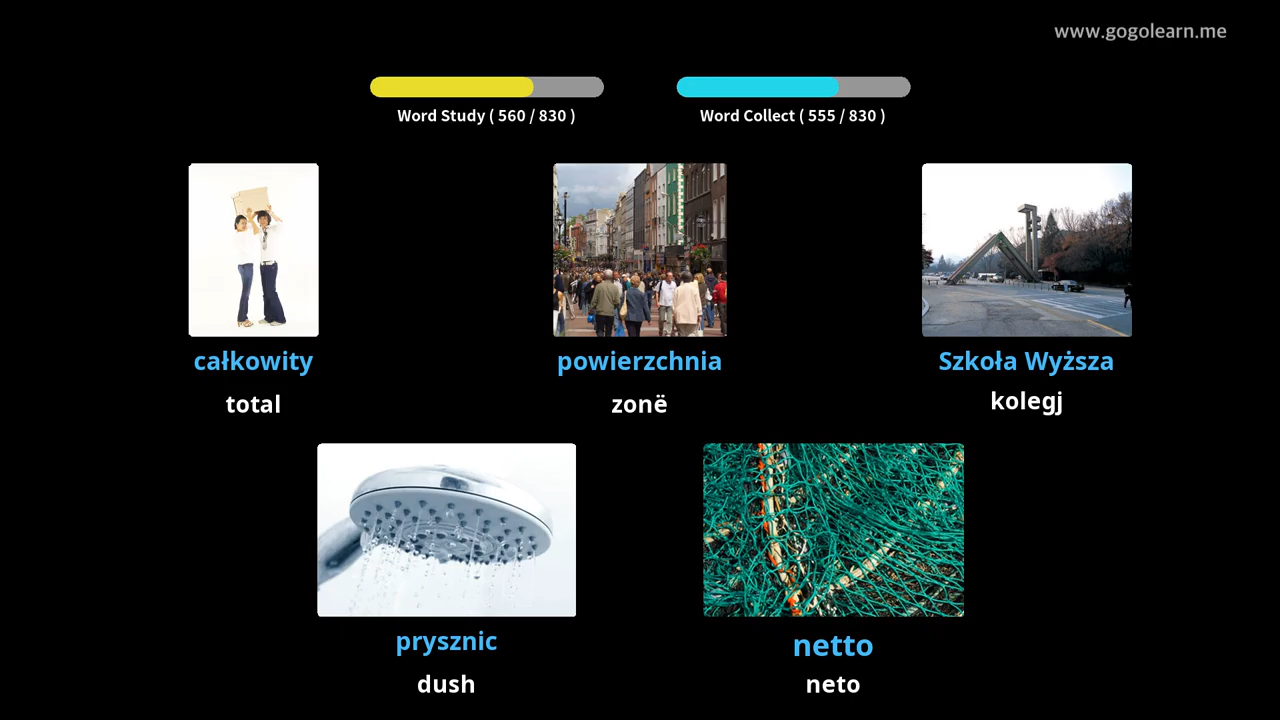 www.gogolearn.me
Word Study ( 560 / 830 )
Word Collect ( 555 / 830 )
całkowity
total
powierzchnia
zonë
Szkoła Wyższa
kolegj
prysznic
dush
netto
neto